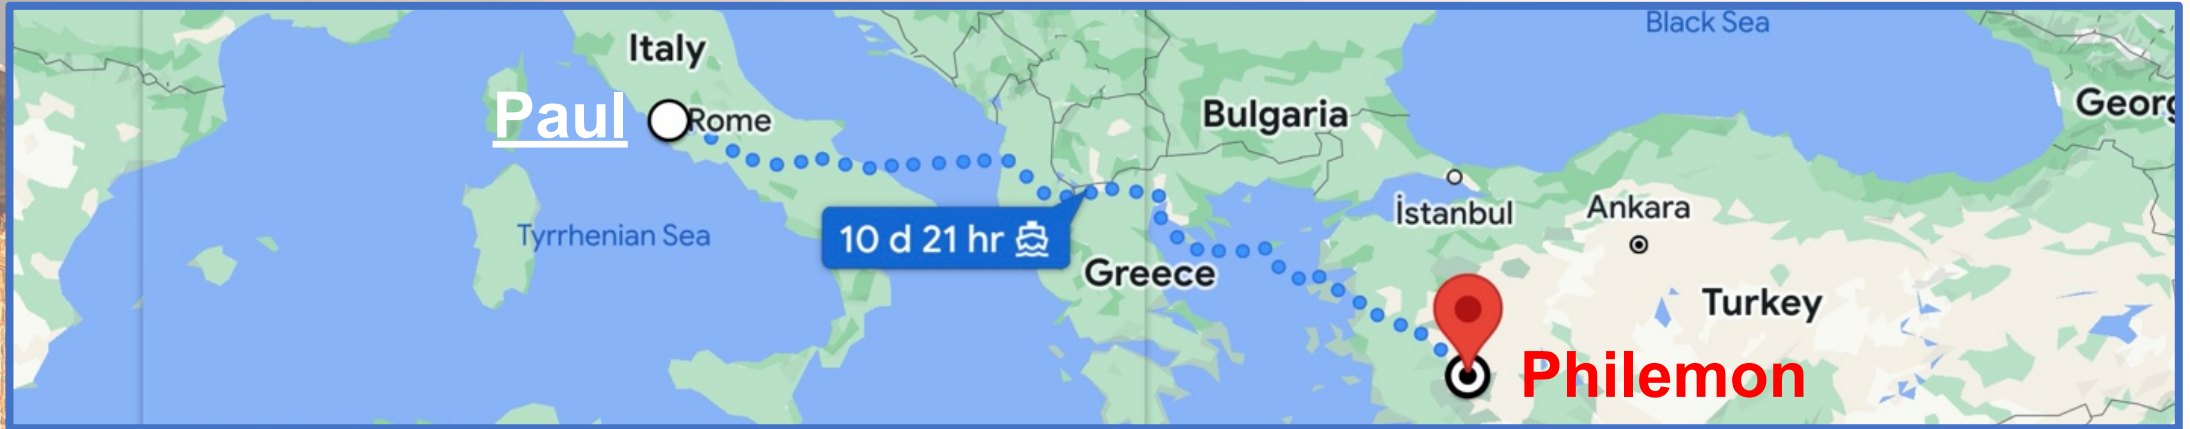 Black Sea
Italy
Georg
Paul
Rome
Bulgaria
İstanbul
Ankara
Tyrrhenian Sea
10 d 21 hr
Greece
Turkey
Philemon